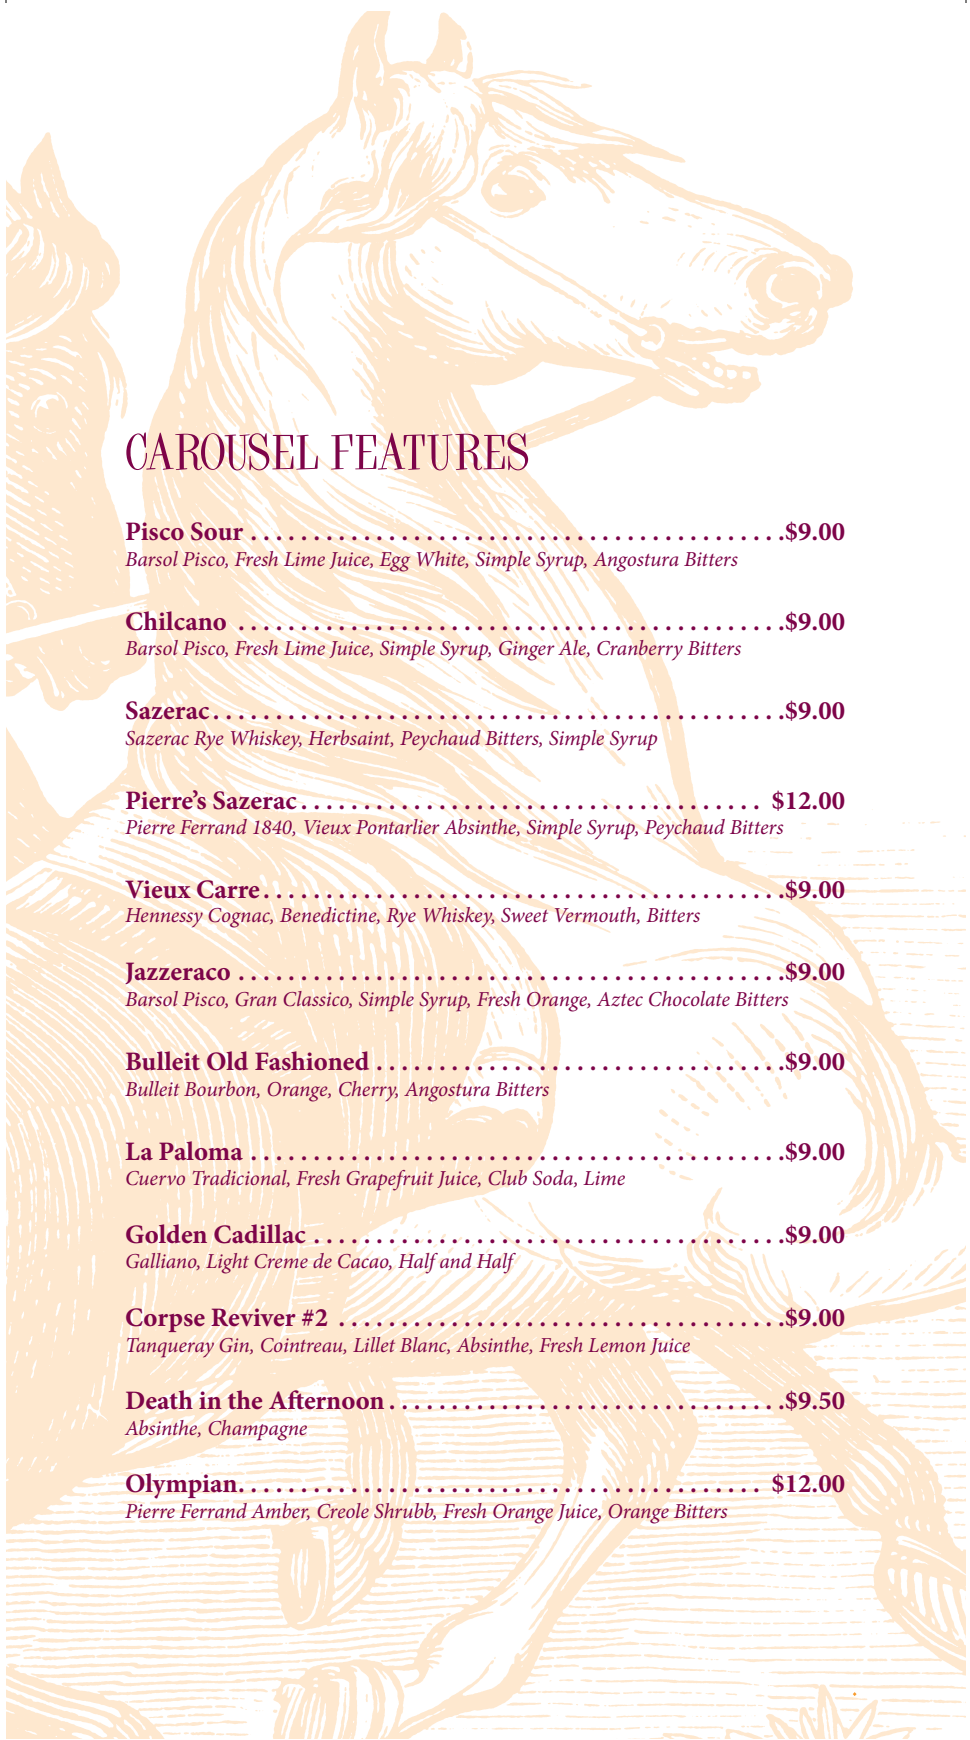 CAROUSEL FEATURES
Pisco Sour . . . . . . . . . . . . . . . . . . . . . . . . . . . . . . . . . . . . . . . . . . .$9.00
Barsol Pisco, Fresh Lime Juice, Egg White, Simple Syrup, Angostura Bitters
Chilcano . . . . . . . . . . . . . . . . . . . . . . . . . . . . . . . . . . . . . . . . . . . .$9.00
Barsol Pisco, Fresh Lime Juice, Simple Syrup, Ginger Ale, Cranberry Bitters
Sazerac . . . . . . . . . . . . . . . . . . . . . . . . . . . . . . . . . . . . . . . . . . . . . .$9.00
Sazerac Rye Whiskey, Herbsaint, Peychaud Bitters, Simple Syrup
Pierre’s Sazerac . . . . . . . . . . . . . . . . . . . . . . . . . . . . . . . . . . . . . $12.00
Pierre Ferrand 1840, Vieux Pontarlier Absinthe, Simple Syrup, Peychaud Bitters
Vieux Carre . . . . . . . . . . . . . . . . . . . . . . . . . . . . . . . . . . . . . . . . . .$9.00
Hennessy Cognac, Benedictine, Rye Whiskey, Sweet Vermouth, Bitters
Jazzeraco . . . . . . . . . . . . . . . . . . . . . . . . . . . . . . . . . . . . . . . . . . . .$9.00
Barsol Pisco, Gran Classico, Simple Syrup, Fresh Orange, Aztec Chocolate Bitters
Bulleit Old Fashioned . . . . . . . . . . . . . . . . . . . . . . . . . . . . . . . . .$9.00
Bulleit Bourbon, Orange, Cherry, Angostura Bitters
La Paloma . . . . . . . . . . . . . . . . . . . . . . . . . . . . . . . . . . . . . . . . . . .$9.00
Cuervo Tradicional, Fresh Grapefruit Juice, Club Soda, Lime
Golden Cadillac . . . . . . . . . . . . . . . . . . . . . . . . . . . . . . . . . . . . . .$9.00
Galliano, Light Creme de Cacao, Half and Half
Corpse Reviver #2 . . . . . . . . . . . . . . . . . . . . . . . . . . . . . . . . . . . .$9.00
Tanqueray Gin, Cointreau, Lillet Blanc, Absinthe, Fresh Lemon Juice
Death in the Afternoon . . . . . . . . . . . . . . . . . . . . . . . . . . . . . . . .$9.50
Absinthe, Champagne
Olympian. . . . . . . . . . . . . . . . . . . . . . . . . . . . . . . . . . . . . . . . . . $12.00
Pierre Ferrand Amber, Creole Shrubb, Fresh Orange Juice, Orange Bitters